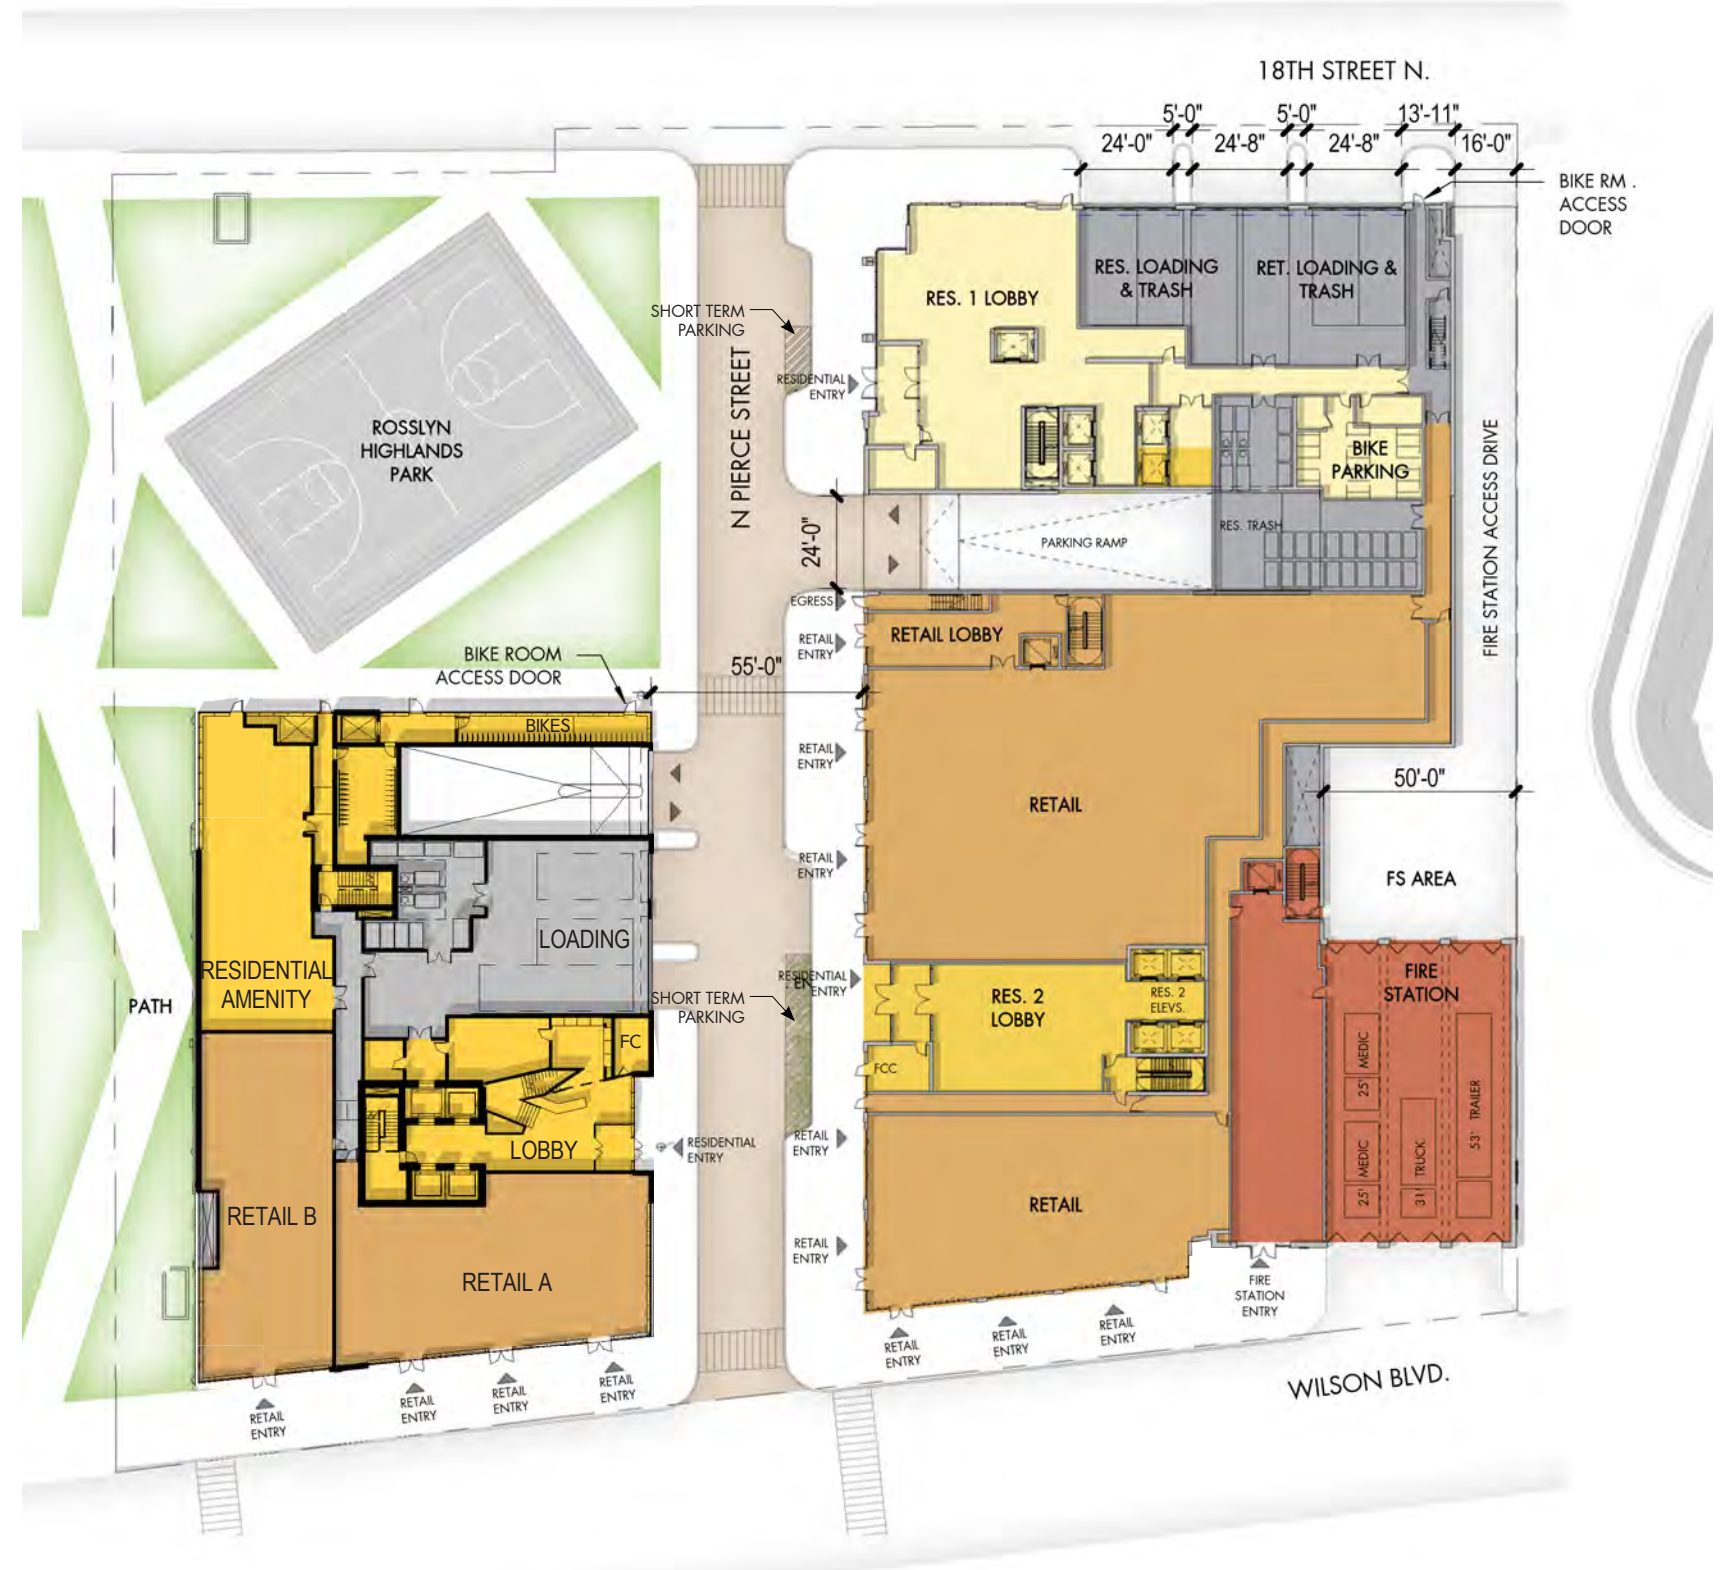 18TH STREET N.
5'-0"
5'-0"
13'-11"
24'-0"
24'-8"
24'-8"
16'-0"
BIKE RM .
ACCESS
DOOR
RES. LOADING
& TRASH
RET. LOADING &
TRASH
RES. 1 LOBBY
SHORT TERM
PARKING
N PIERCE STREET
RESIDENTIAL
ENTRY
ROSSLYN
HIGHLANDS
PARK
BIKE
PARKING
FIRE STATION ACCESS DRIVE
24'-0"
RES. TRASH
PARKING RAMP
EGRESS
RETAIL
ENTRY
RETAIL LOBBY
BIKE ROOM
ACCESS DOOR
55'-0"
BIKES
RETAIL
ENTRY
RETAIL
50'-0"
RETAIL
ENTRY
FS AREA
LOADING
RESIDENTIAL
AMENITY
PATH
RESIDENTIAL
ENTRY
EN
SHORT TERM
PARKING
RES. 2
LOBBY
RES. 2
ELEVS.
FIRE
STATION
FC
FCC
25' MEDIC
25' MEDIC
31' TRUCK
53' TRAILER
LOBBY
RESIDENTIAL
ENTRY
RETAIL
ENTRY
RETAIL B
RETAIL
RETAIL
ENTRY
RETAIL A
FIRE
STATION
ENTRY
RETAIL
ENTRY
RETAIL
ENTRY
RETAIL
ENTRY
WILSON BLVD.
RETAIL
ENTRY
RETAIL
ENTRY
RETAIL
ENTRY
RETAIL
ENTRY